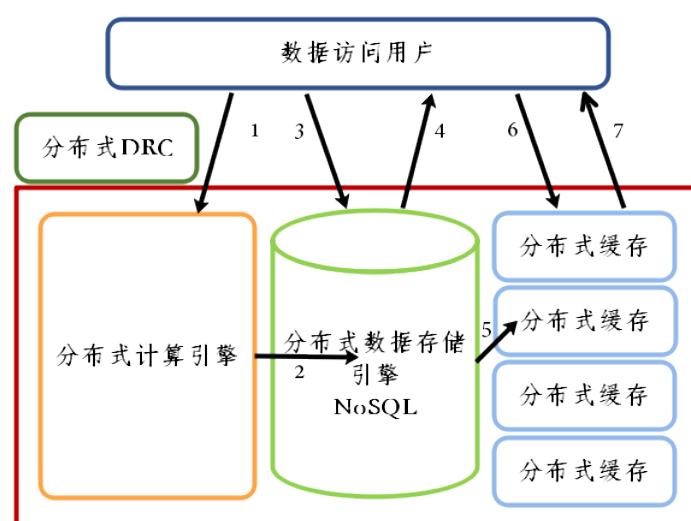 数据访问用户
1
3
4
6
7
分布式DRC
分布式缓存
分布式计算引擎
2
分布式数据存储
引擎
NoSQL
5
分布式缓存
分布式缓存
分布式缓存